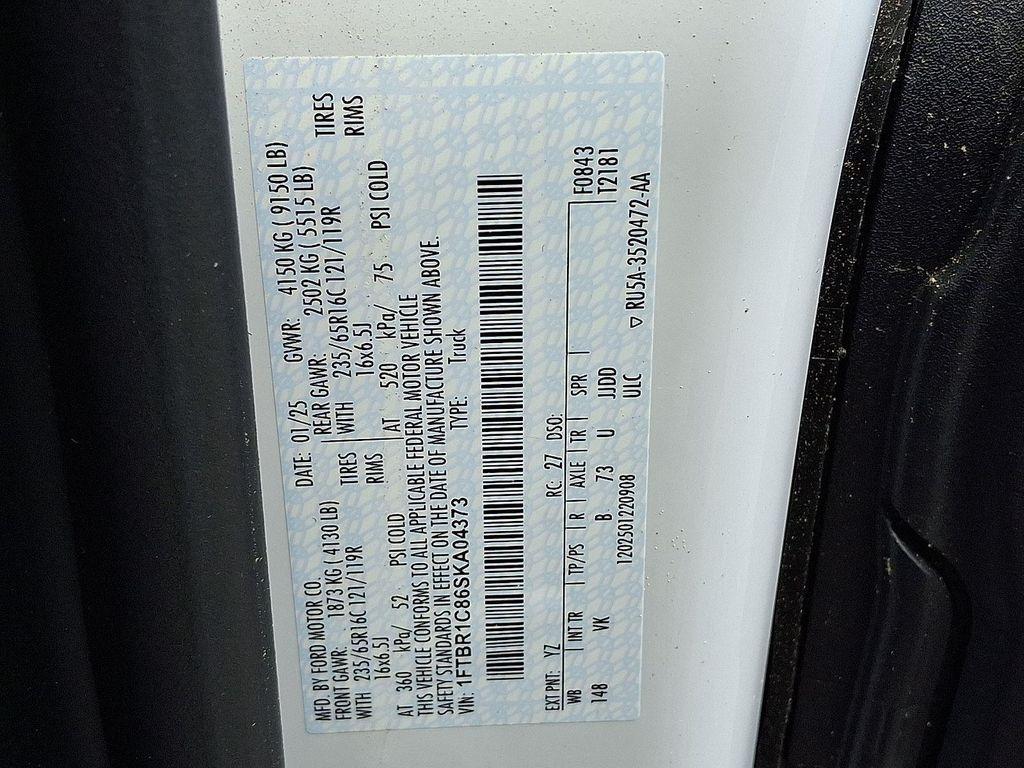 MFD. BY FORD MOTOR CO. DATE: 01/25 GVWR: 4150 KG ( 9150 LB)
FRONT GAWR: 1873 KG ( 4130 LB) REAR GAWR: 2502 KG ( 5515 LB)
WITH 235/65R16C 121/119R TIRES WITH 235/65R16C 121/119R TIRES
16x6.5J RIMS 16x6.5J RIMS
AT 360 kPa/ 52 PSI COLD AT 520 kPa/ 75 PSI COLD
THIS VEHICLE CONFORMS TO ALL APPLICABLE FEDERAL MOTOR VEHICLE
SAFETY STANDARDS IN EFFECT ON THE DATE OF MANUFACTURE SHOWN ABOVE.
VIN: 1FTBR1C86SKA04373 TYPE: Truck
EXT PNT: YZ RC: 27 DSO:
WB INT TR TP/PS R AXLE TR SPR F0843
148 VK B 73 U JJDD T2181
1202501220908 ULC
▽ RU5A-3520472-AA